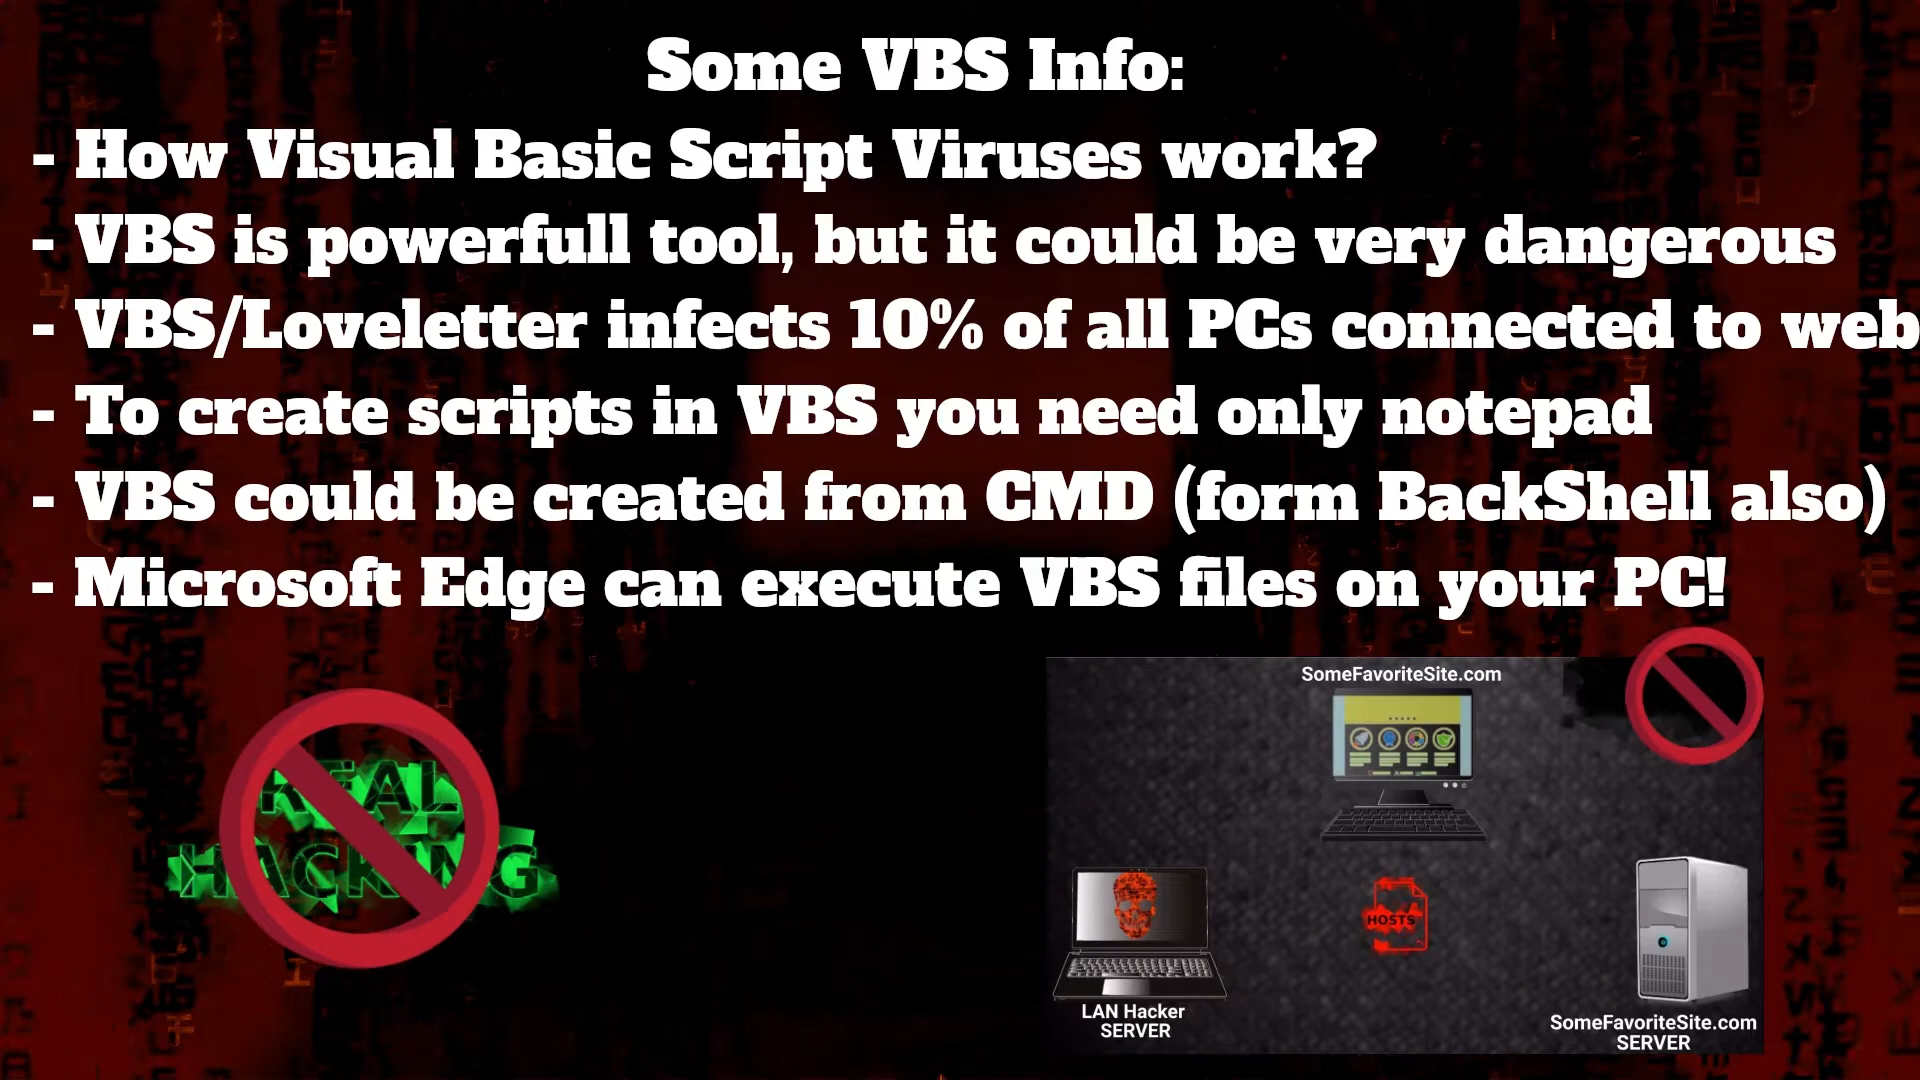 Some VBS Info:
- How Visual Basic Script Viruses work?
- VBS is powerfull tool, but it could be very dangerous
- VBS/Loveletter infects 10% of all PCs connected to web
- To create scripts in VBS you need only notepad
- VBS could be created from CMD (form BackShell also)
- Microsoft Edge can execute VBS files on your PC!
REAL
HACKING
SomeFavoriteSite.com
HOSTS
LAN Hacker
SERVER
SomeFavoriteSite.com
SERVER